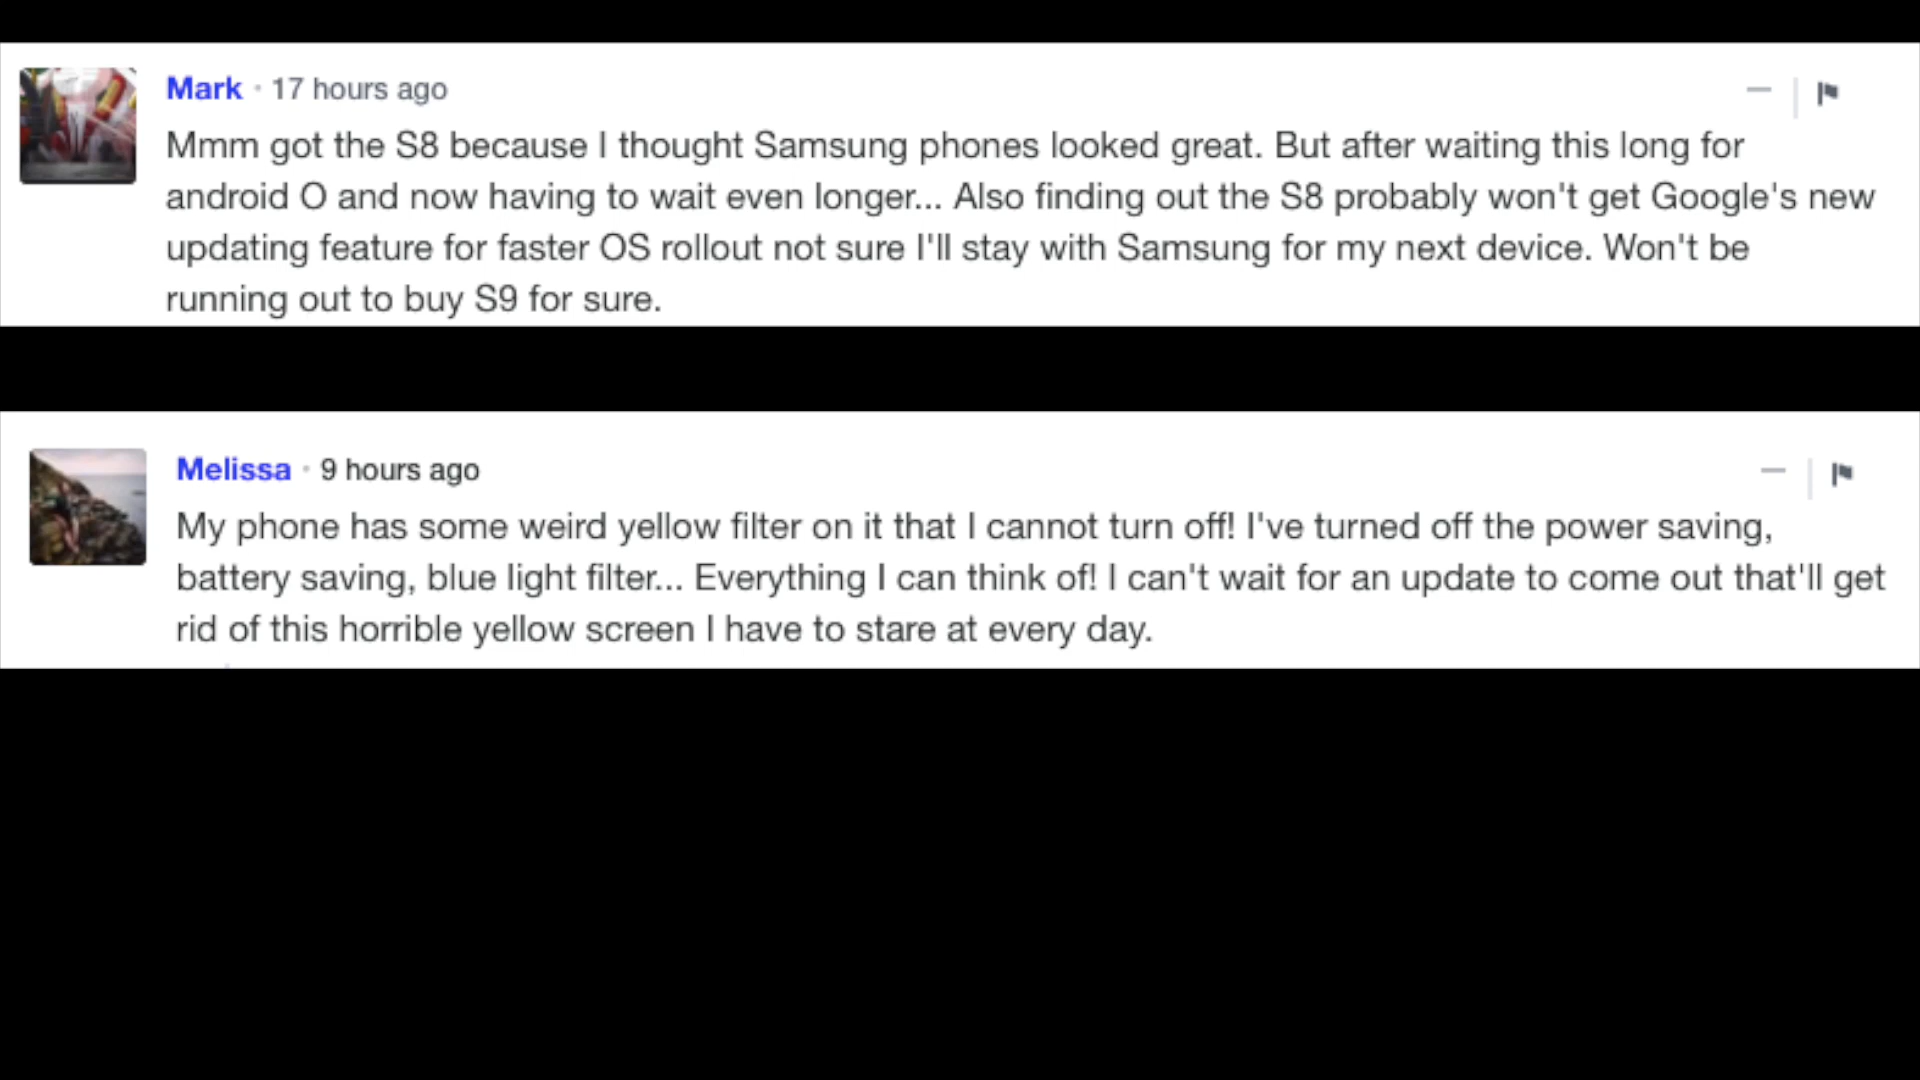 Mark · 17 hours ago
Mmm got the S8 because I thought Samsung phones looked great. But after waiting this long for
android O and now having to wait even longer... Also finding out the S8 probably won't get Google's new
updating feature for faster OS rollout not sure I'll stay with Samsung for my next device. Won't be
running out to buy S9 for sure.
Melissa · 9 hours ago
My phone has some weird yellow filter on it that I cannot turn off! I've turned off the power saving,
battery saving, blue light filter... Everything I can think of! I can't wait for an update to come out that'll get
rid of this horrible yellow screen I have to stare at every day.